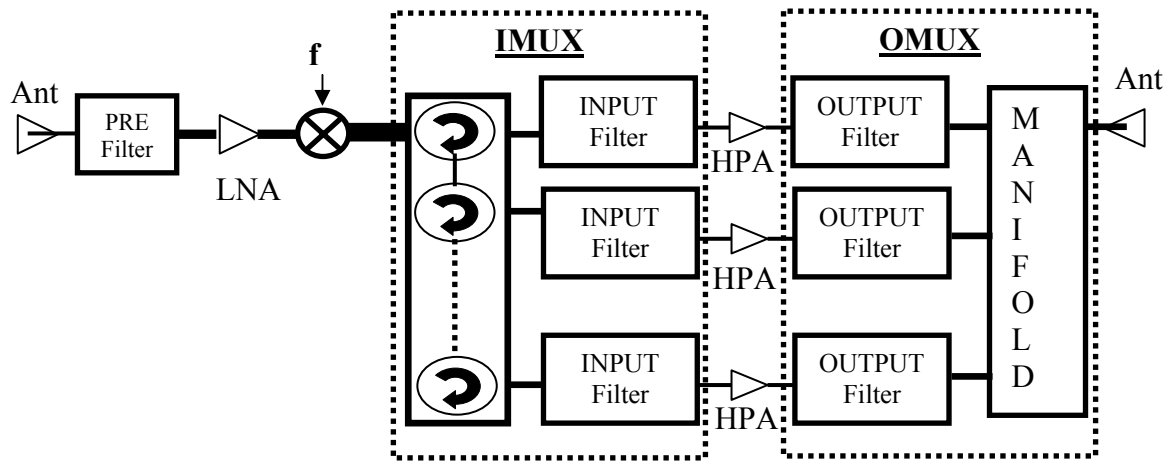 IMUX
OMUX
f
Ant
PRE
Filter
LNA
INPUT
Filter
HPA
OUTPUT
Filter
INPUT
Filter
HPA
OUTPUT
Filter
INPUT
Filter
HPA
OUTPUT
Filter
M
A
N
I
F
O
L
D
Ant